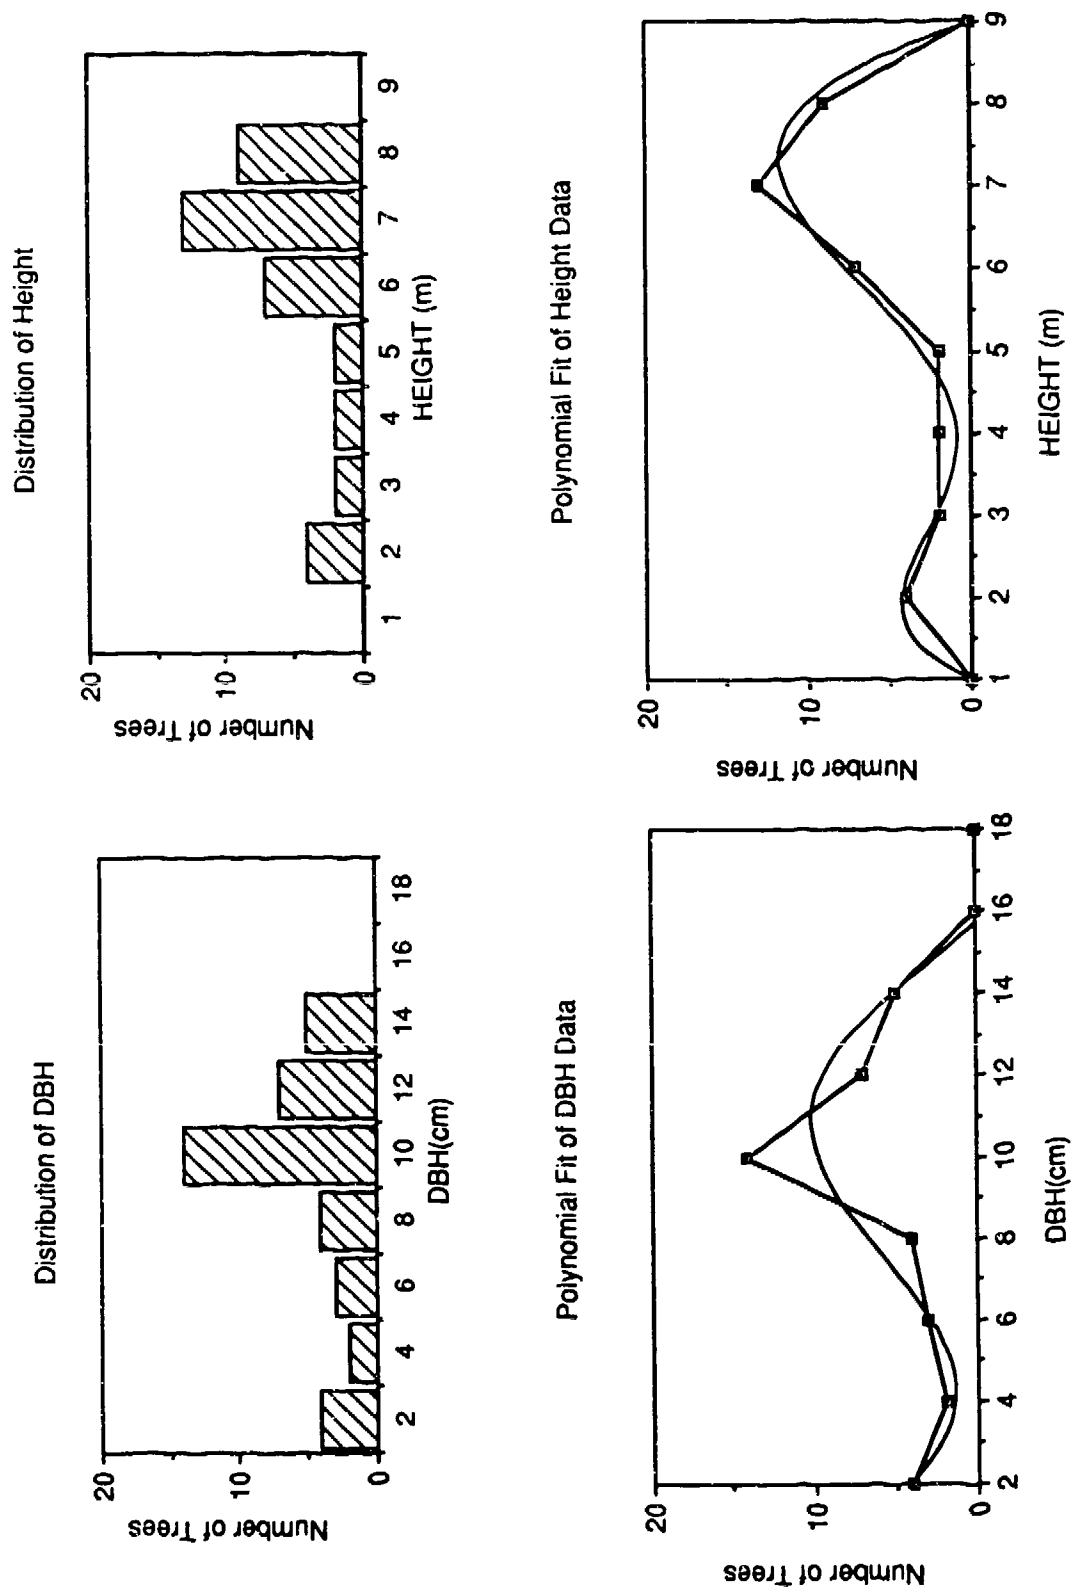 Distribution of DBH
Number of Trees
20
10
0
2 4 6 8 10 12 14 16 18
DBH(cm)
Distribution of Height
Number of Trees
20
10
0
1 2 3 4 5 6 7 8 9
HEIGHT (m)
Polynomial Fit of DBH Data
Number of Trees
20
10
0
2 4 6 8 10 12 14 16 18
DBH(cm)
Polynomial Fit of Height Data
Number of Trees
20
10
0
1 2 3 4 5 6 7 8 9
HEIGHT (m)